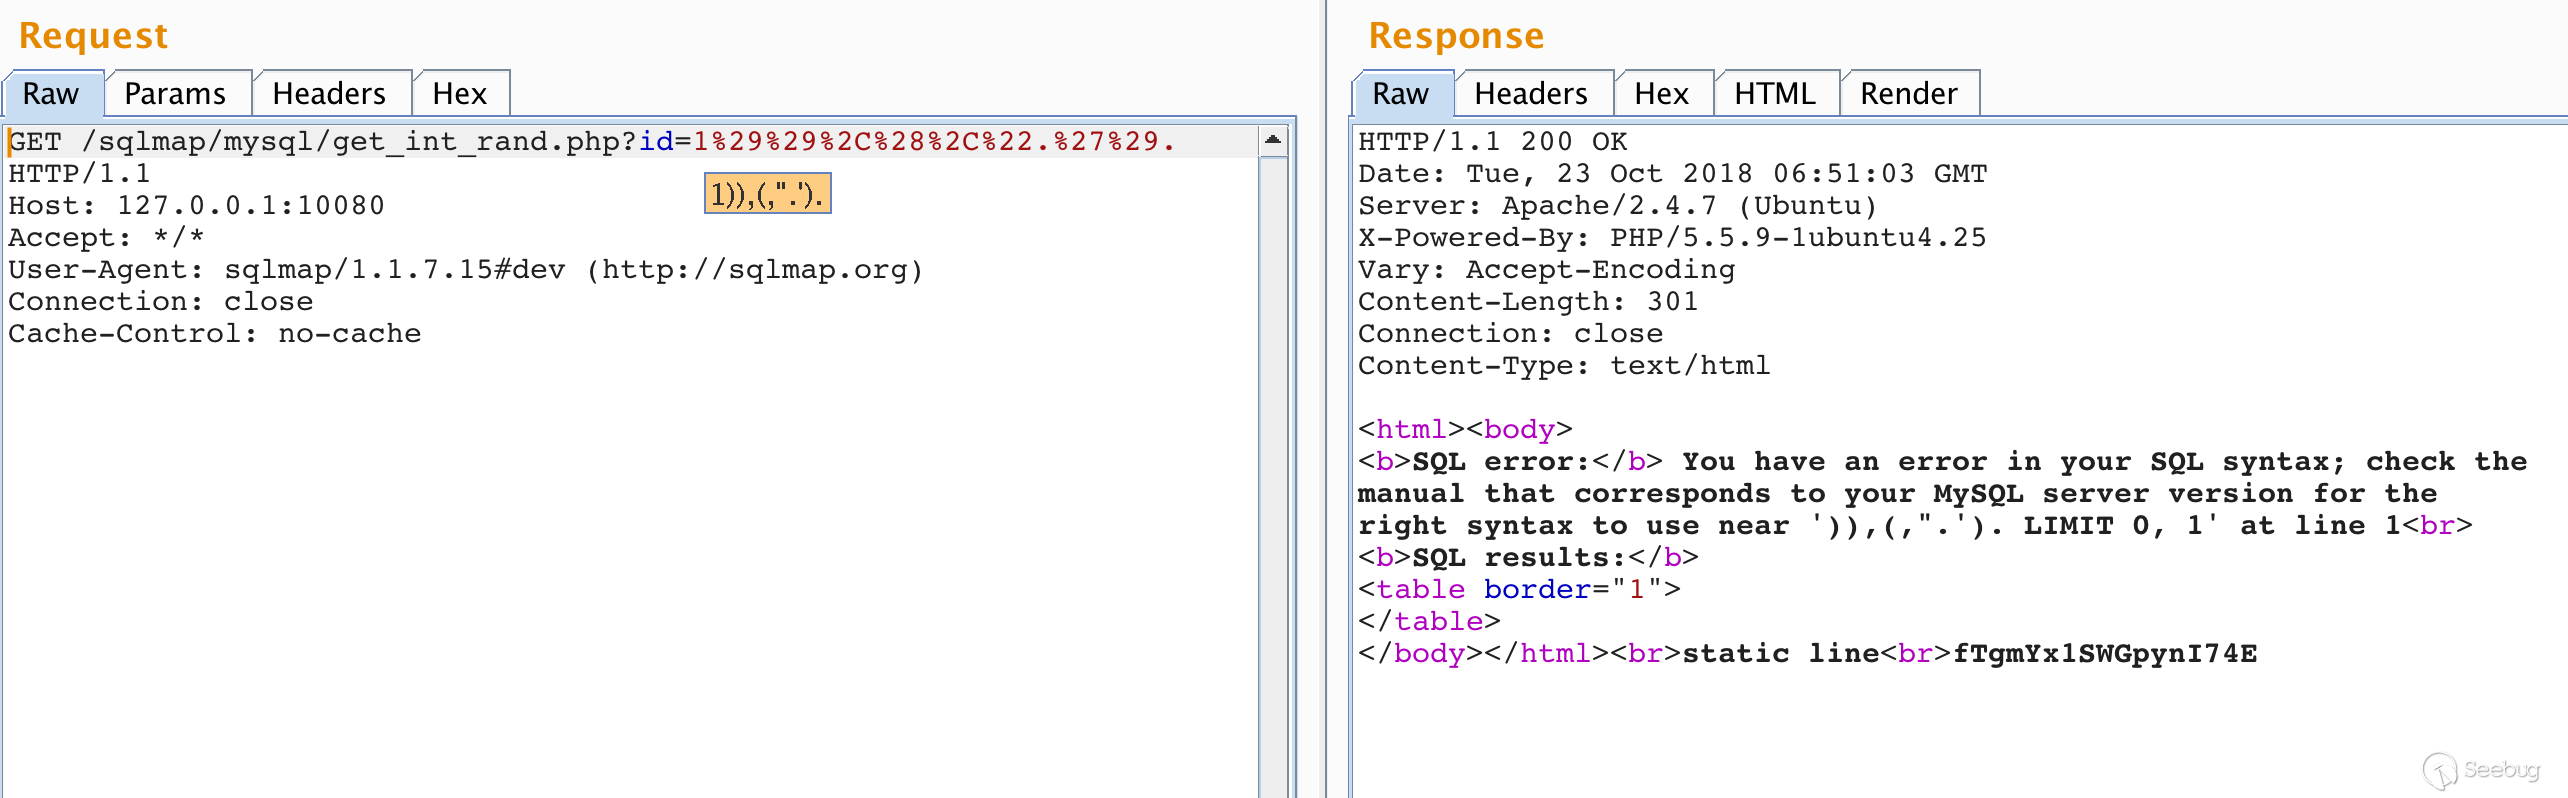 Request
Raw Params Headers Hex
GET /sqlmap/mysql/get_int_rand.php?id=1%29%29%2C%28%2C%22.%27%29.
HTTP/1.1
1)),(,".').
Host: 127.0.0.1:10080
Accept: */*
User-Agent: sqlmap/1.1.7.15#dev (http://sqlmap.org)
Connection: close
Cache-Control: no-cache
Response
Raw Headers Hex HTML Render
HTTP/1.1 200 OK
Date: Tue, 23 Oct 2018 06:51:03 GMT
Server: Apache/2.4.7 (Ubuntu)
X-Powered-By: PHP/5.5.9-1ubuntu4.25
Vary: Accept-Encoding
Content-Length: 301
Connection: close
Content-Type: text/html
<html><body>
<b>SQL error:</b> You have an error in your SQL syntax; check the
manual that corresponds to your MySQL server version for the
right syntax to use near ')),(,".'). LIMIT 0, 1' at line 1<br>
<b>SQL results:</b>
<table border="1">
</table>
</body></html><br>static line<br>fTgmYx1SWGpynI74E
Seebug